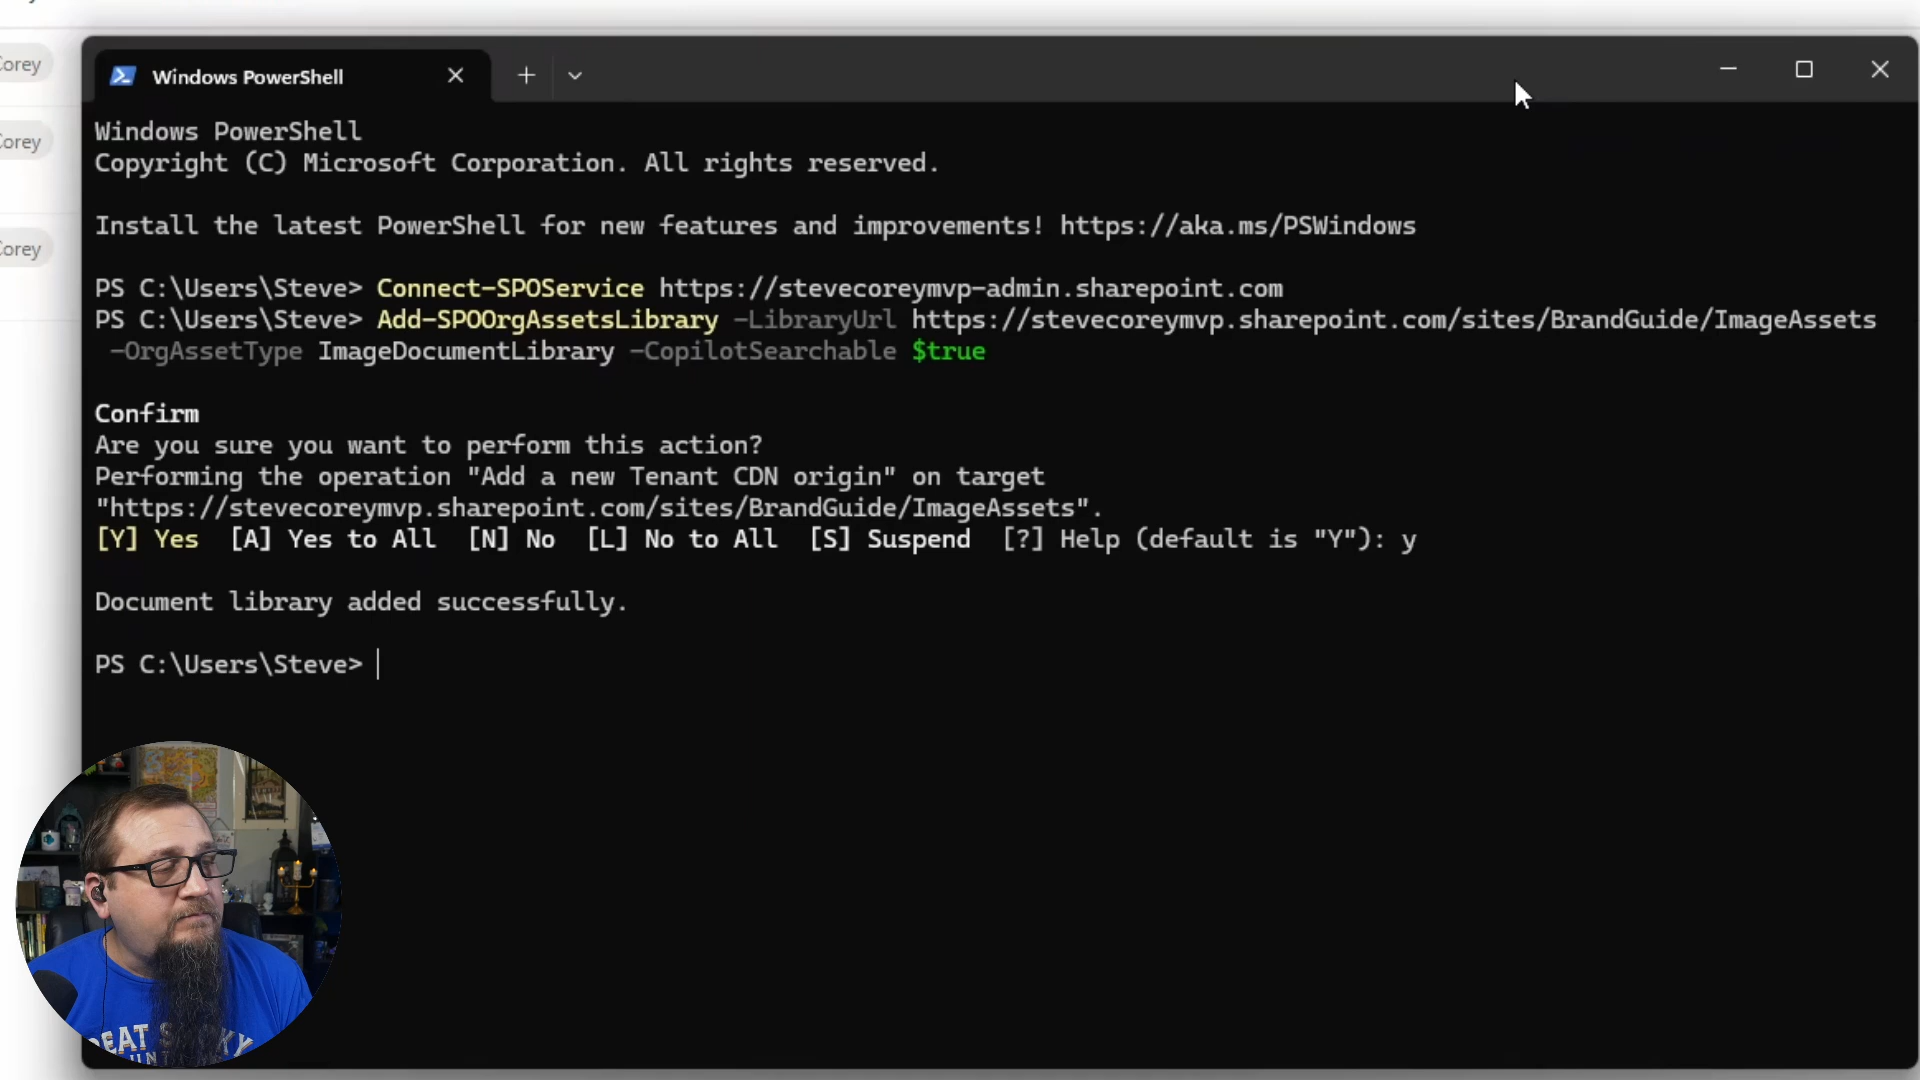 Corey
Corey
Corey
Windows PowerShell
Windows PowerShell
Copyright (C) Microsoft Corporation. All rights reserved.
Install the latest PowerShell for new features and improvements! https://aka.ms/PSWindows
PS C:\Users\Steve> Connect-SPOService https://stevecoreymvp-admin.sharepoint.com
PS C:\Users\Steve> Add-SPOOrgAssetsLibrary -LibraryUrl https://stevecoreymvp.sharepoint.com/sites/BrandGuide/ImageAssets
-OrgAssetType ImageDocumentLibrary -CopilotSearchable $true
Confirm
Are you sure you want to perform this action?
Performing the operation "Add a new Tenant CDN origin" on target
"https://stevecoreymvp.sharepoint.com/sites/BrandGuide/ImageAssets".
[Y] Yes [A] Yes to All [N] No [L] No to All [S] Suspend [?] Help (default is "Y"): y
Document library added successfully.
PS C:\Users\Steve>